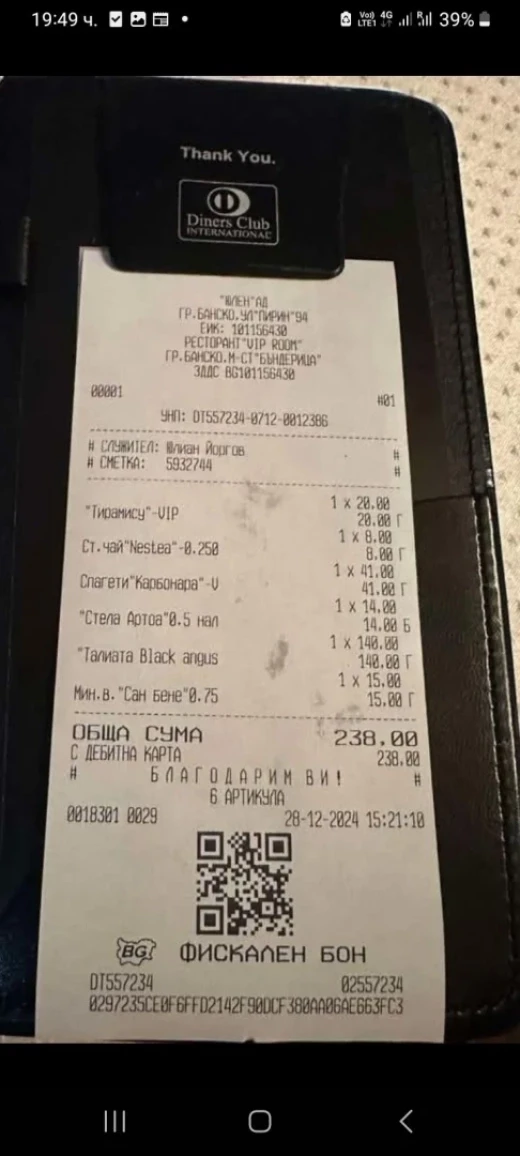 19:49 ч.
Vo)) LTE1 4G R 39%
Thank You.
Diners Club
INTERNATIONAL
"ЮЛЕН"АД
ГР.БАНСКО,УЛ"ПИРИН"94
ЕИК: 101156430
РЕСТОРАНТ"VIP ROOM"
ГР.БАНСКО.М-СТ"БЪНДЕРИЦА"
ЗДДС BG101156430
00001 #01
УНП: DT557234-0712-0012386
# СЛУЖИТЕЛ: Юлиан Йоргов #
# СМЕТКА: 5932744 #
1 x 20.00
"Тирамису"-VIP 20.00 Г
1 x 8.00
Ст.чай"Nestea"-0.250 8.00 Г
1 x 41.00
Спагети"Карбонара"-V 41.00 Г
1 x 14.00
"Стела Артоа"0.5 нал 14.00 Б
1 x 140.00
"Талиата Black angus 140.00 Г
1 x 15.00
Мин.в."Сан бене"0.75 15.00 Г
ОБЩА СУМА 238.00
С ДЕБИТНА КАРТА 238.00
# БЛАГОДАРИМ ВИ! #
6 АРТИКУЛА
0018301 0029 28-12-2024 15:21:10
BG ФИСКАЛЕН БОН
DT557234 02557234
0297235CE0F6FFD2142F90DCF380AA06AE663FC3